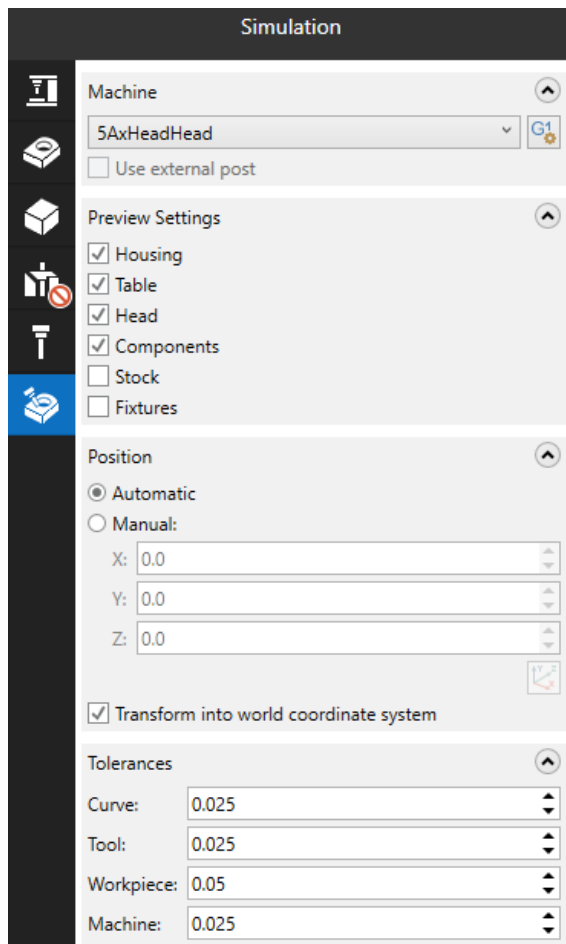 Simulation
Machine
5AxHeadHead
G1
Use external post
Preview Settings
Housing
Table
Head
Components
Stock
Fixtures
Position
Automatic
Manual:
X: 0.0
Y: 0.0
Z: 0.0
Transform into world coordinate system
Tolerances
Curve: 0.025
Tool: 0.025
Workpiece: 0.05
Machine: 0.025